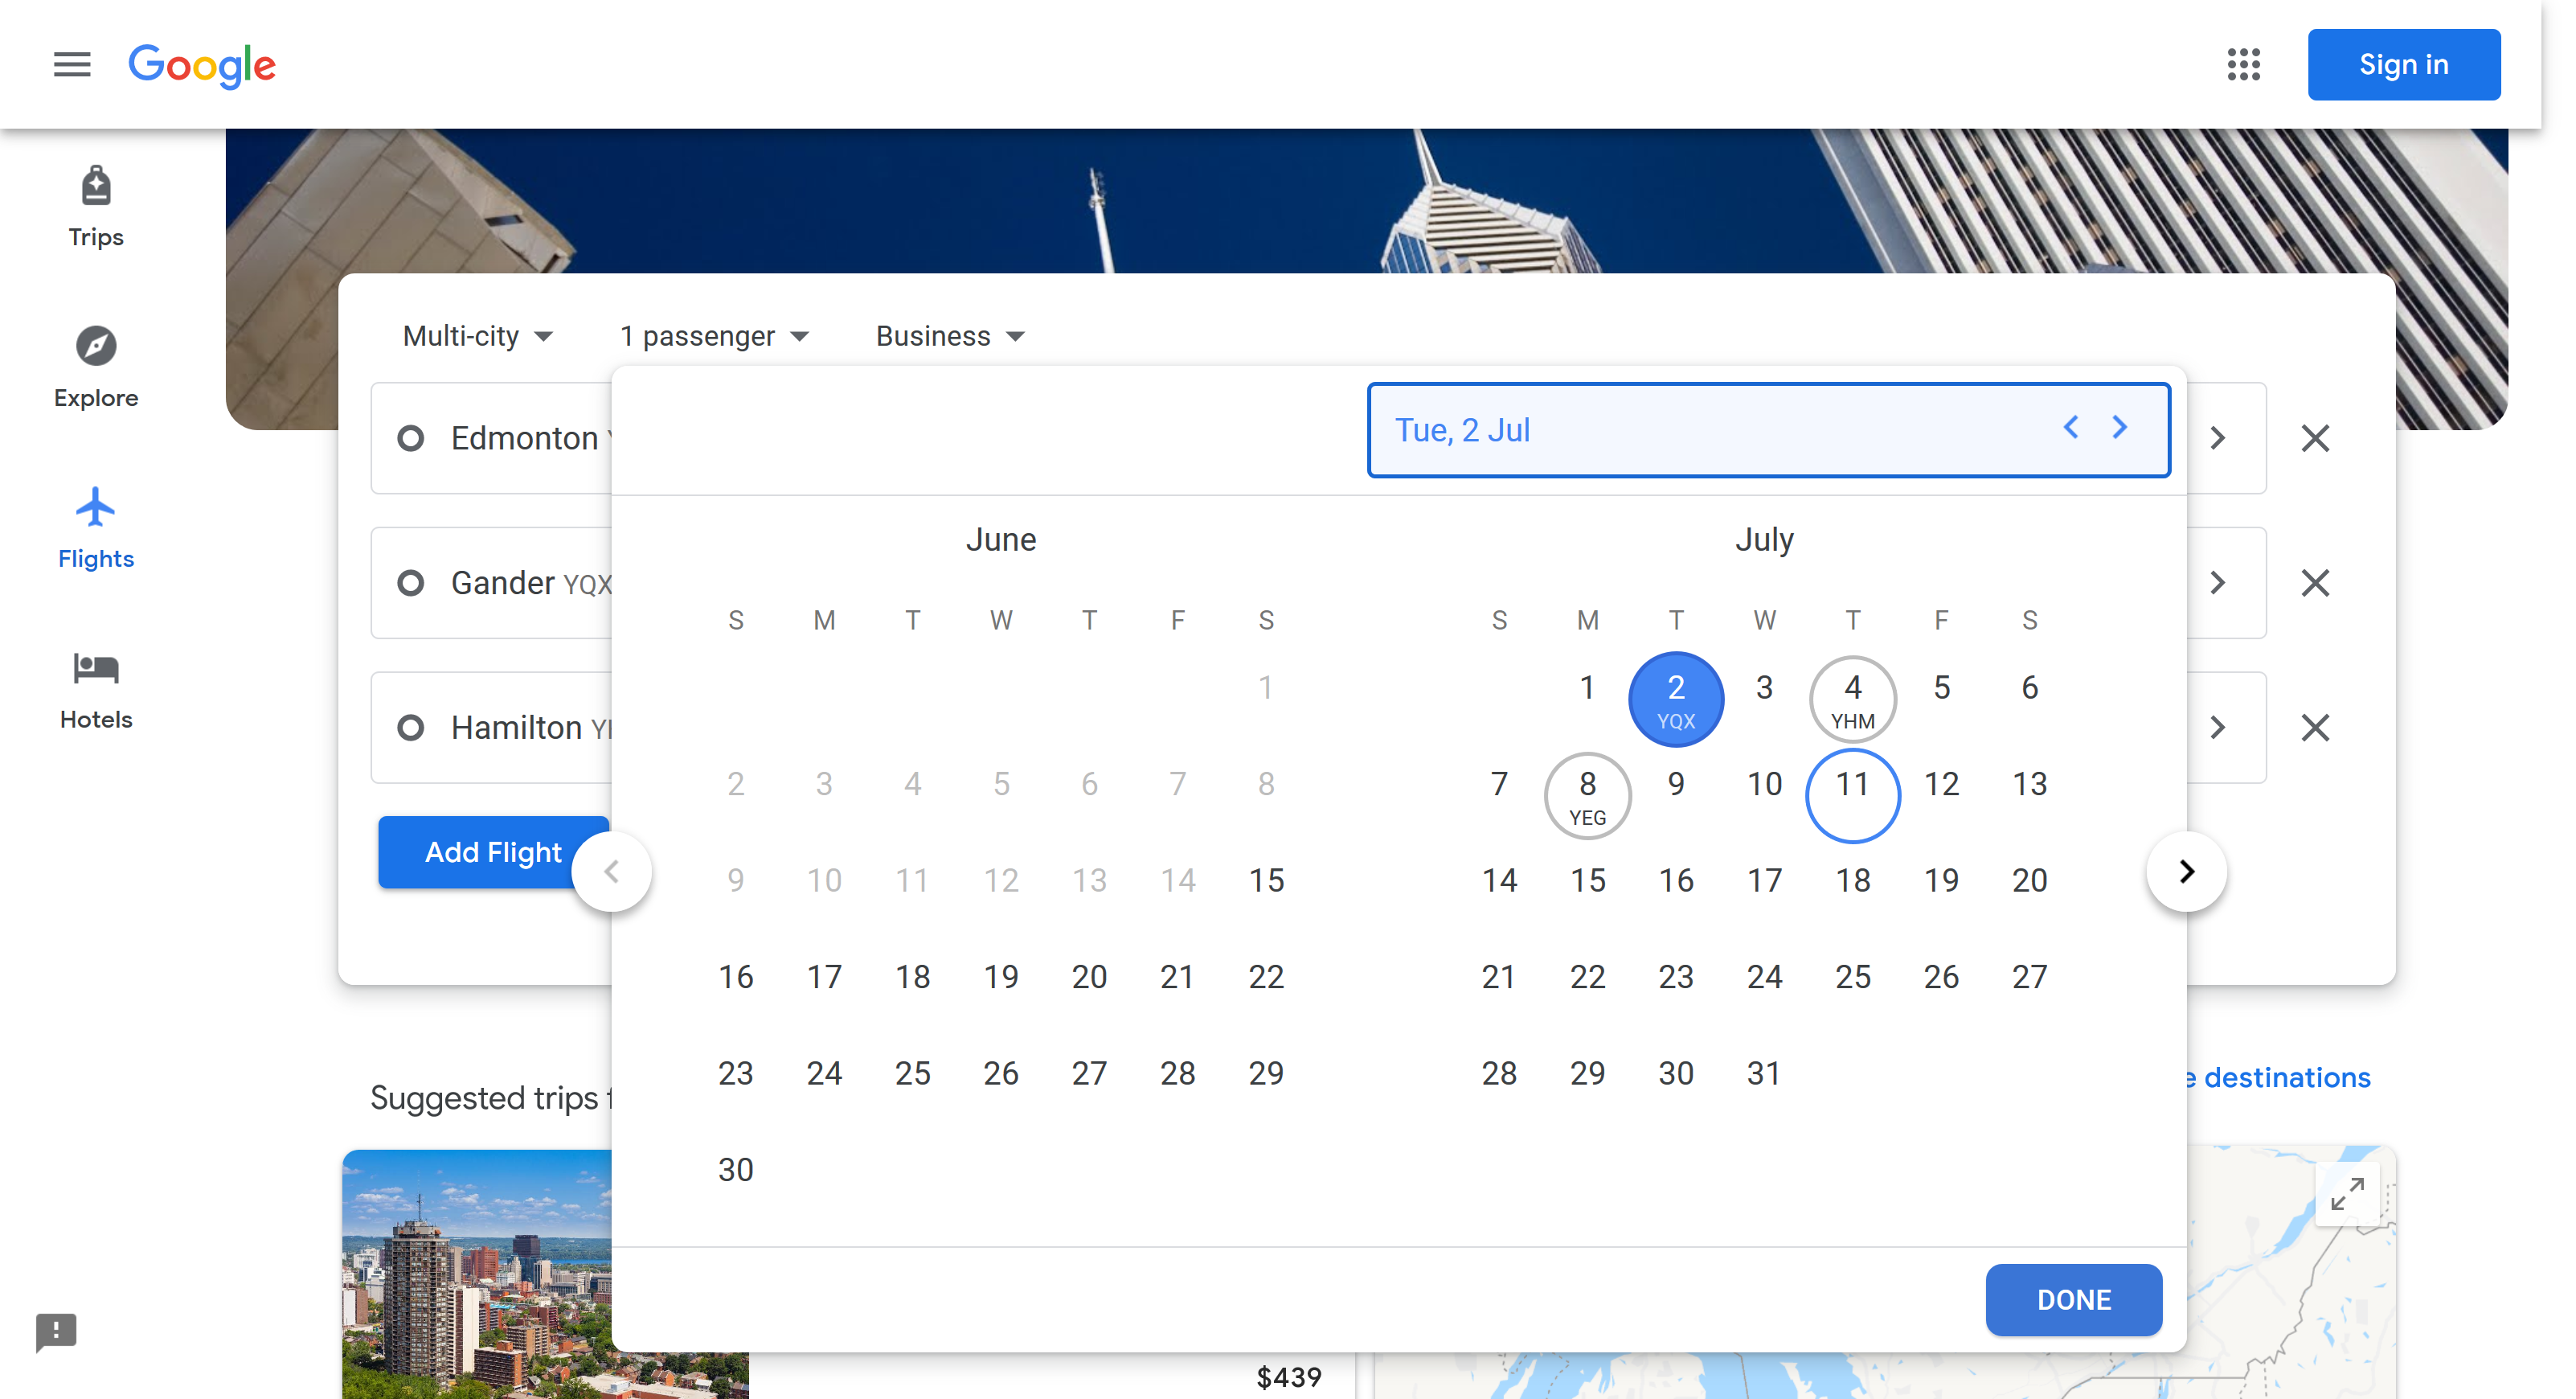 Google
Sign in
Trips
Explore
Flights
Hotels
Multi-city
1 passenger
Business
Edmonton
Gander YQX
Hamilton
Add Flight
Tue, 2 Jul
June
S M T W T F S
1
2 3 4 5 6 7 8
9 10 11 12 13 14 15
16 17 18 19 20 21 22
23 24 25 26 27 28 29
30
July
S M T W T F S
1 2 3 4 5 6
YQX YHM
7 8 9 10 11 12 13
YEG
14 15 16 17 18 19 20
21 22 23 24 25 26 27
28 29 30 31
DONE
Suggested trips
destinations
$439